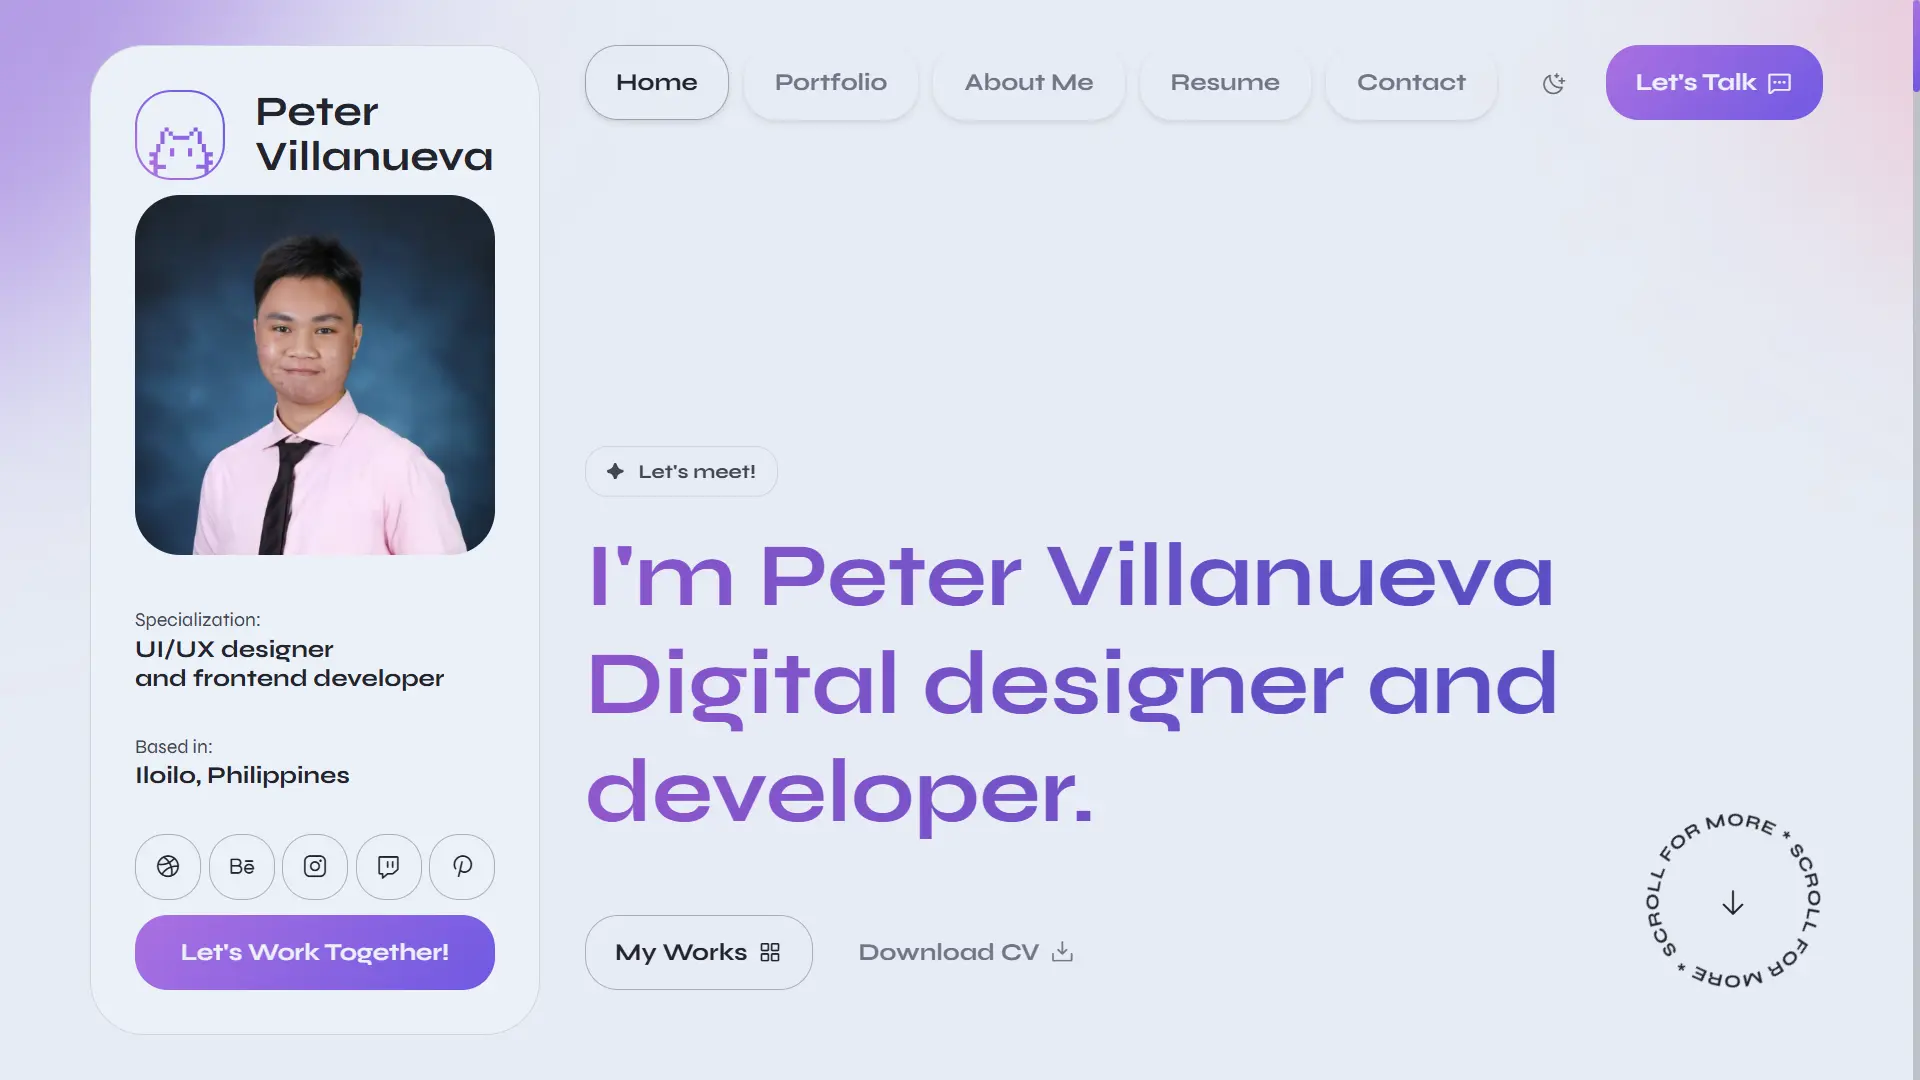 Peter
Villanueva
Home
Portfolio
About Me
Resume
Contact
Let's Talk
Specialization:
UI/UX designer
and frontend developer
Based in:
Iloilo, Philippines
Bē
Let's Work Together!
Let's meet!
I'm Peter Villanueva
Digital designer and
developer.
My Works
Download CV
SCROLL FOR MORE * SCROLL FOR MORE *